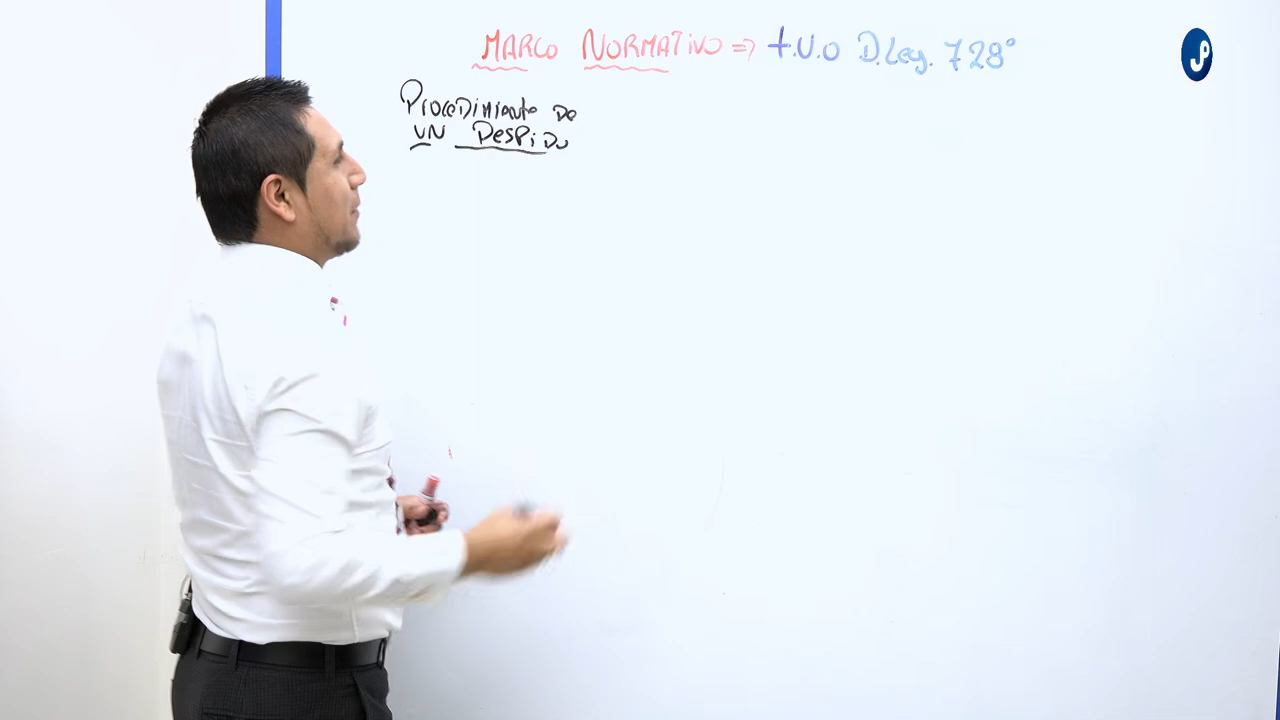 MARCO NORMATIVO => T.U.O D.Leg. 728°
Procedimiento de
UN DesPiDo